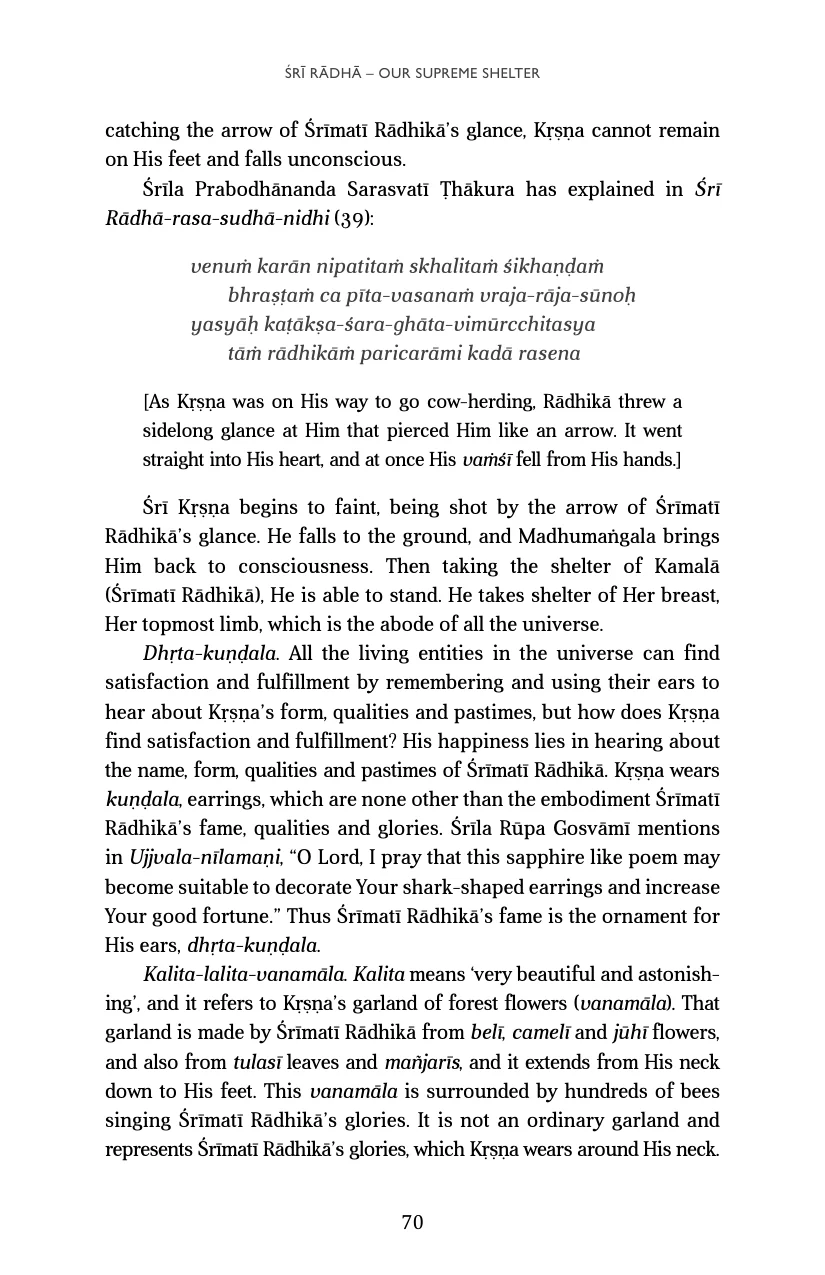 ŚRĪ RĀDHĀ – OUR SUPREME SHELTER
catching the arrow of Śrīmatī Rādhikā’s glance, Kṛṣṇa cannot remain
on His feet and falls unconscious.
Śrīla Prabodhānanda Sarasvatī Ṭhākura has explained in Śrī
Rādhā-rasa-sudhā-nidhi (39):
venuṁ karān nipatitaṁ skhalitaṁ śikhaṇḍaṁ
bhraṣṭaṁ ca pīta-vasanaṁ vraja-rāja-sūnoḥ
yasyāḥ kaṭākṣa-śara-ghāta-vimūrcchitasya
tāṁ rādhikāṁ paricarāmi kadā rasena
[As Kṛṣṇa was on His way to go cow-herding, Rādhikā threw a
sidelong glance at Him that pierced Him like an arrow. It went
straight into His heart, and at once His vaṁśī fell from His hands.]
Śrī Kṛṣṇa begins to faint, being shot by the arrow of Śrīmatī
Rādhikā’s glance. He falls to the ground, and Madhumaṅgala brings
Him back to consciousness. Then taking the shelter of Kamalā
(Śrīmatī Rādhikā), He is able to stand. He takes shelter of Her breast,
Her topmost limb, which is the abode of all the universe.
Dhṛta-kuṇḍala. All the living entities in the universe can find
satisfaction and fulfillment by remembering and using their ears to
hear about Kṛṣṇa’s form, qualities and pastimes, but how does Kṛṣṇa
find satisfaction and fulfillment? His happiness lies in hearing about
the name, form, qualities and pastimes of Śrīmatī Rādhikā. Kṛṣṇa wears
kuṇḍala, earrings, which are none other than the embodiment Śrīmatī
Rādhikā’s fame, qualities and glories. Śrīla Rūpa Gosvāmī mentions
in Ujjvala-nīlamaṇi, “O Lord, I pray that this sapphire like poem may
become suitable to decorate Your shark-shaped earrings and increase
Your good fortune.” Thus Śrīmatī Rādhikā’s fame is the ornament for
His ears, dhṛta-kuṇḍala.
Kalita-lalita-vanamāla. Kalita means ‘very beautiful and astonish-
ing’, and it refers to Kṛṣṇa’s garland of forest flowers (vanamāla). That
garland is made by Śrīmatī Rādhikā from belī, camelī and jūhī flowers,
and also from tulasī leaves and mañjarīs, and it extends from His neck
down to His feet. This vanamāla is surrounded by hundreds of bees
singing Śrīmatī Rādhikā’s glories. It is not an ordinary garland and
represents Śrīmatī Rādhikā’s glories, which Kṛṣṇa wears around His neck.
70